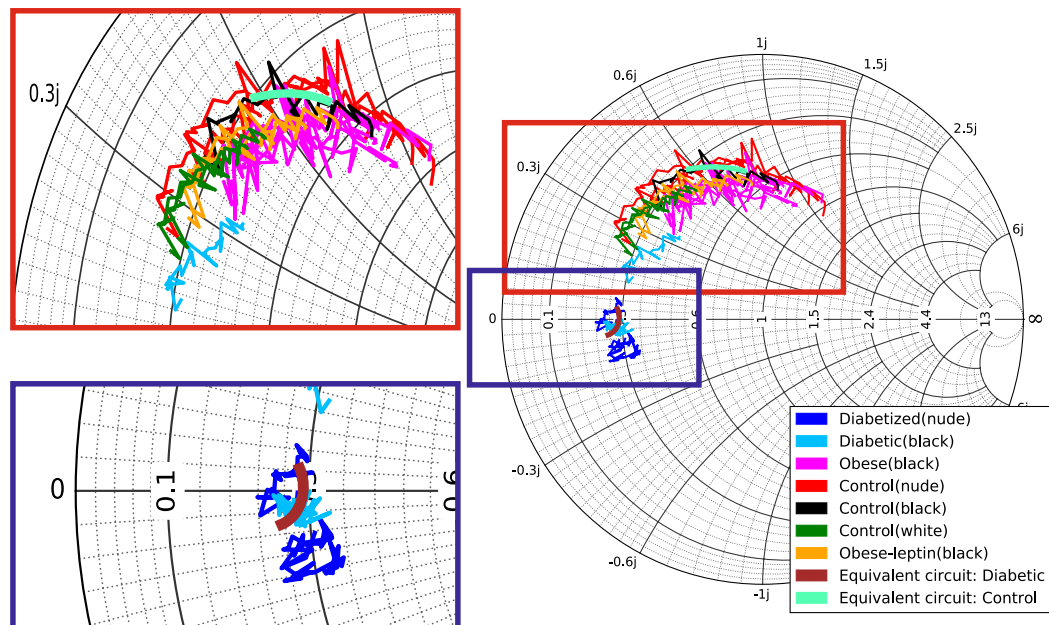 0.3j
0
0.1
0.6
1j
0.6j
1.5j
0.3j
2.5j
6j
0
0.1
0.6
1
1.5
2.4
4.4
13
∞
-0.3j
-0.6j
-1j
Diabetized(nude)
Diabetic(black)
Obese(black)
Control(nude)
Control(black)
Control(white)
Obese-leptin(black)
Equivalent circuit: Diabetic
Equivalent circuit: Control